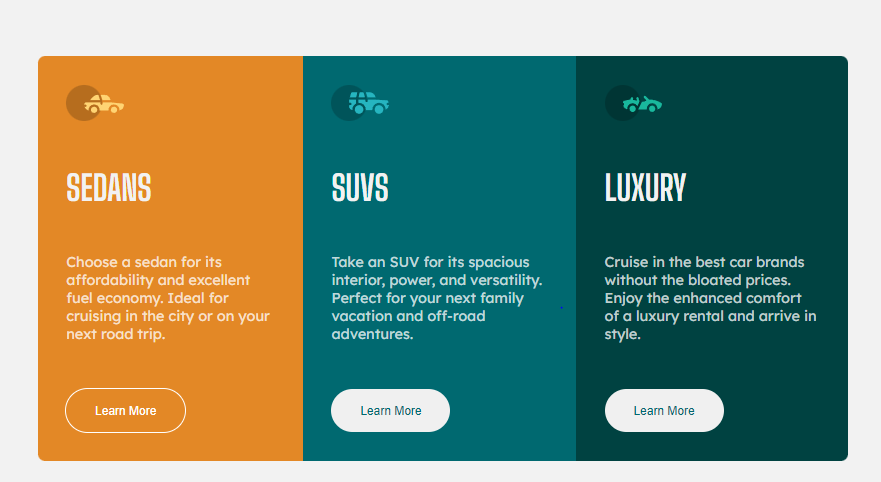 SEDANS
Choose a sedan for its
affordability and excellent
fuel economy. Ideal for
cruising in the city or on your
next road trip.
Learn More
SUVS
Take an SUV for its spacious
interior, power, and versatility.
Perfect for your next family
vacation and off-road
adventures.
Learn More
LUXURY
Cruise in the best car brands
without the bloated prices.
Enjoy the enhanced comfort
of a luxury rental and arrive in
style.
Learn More